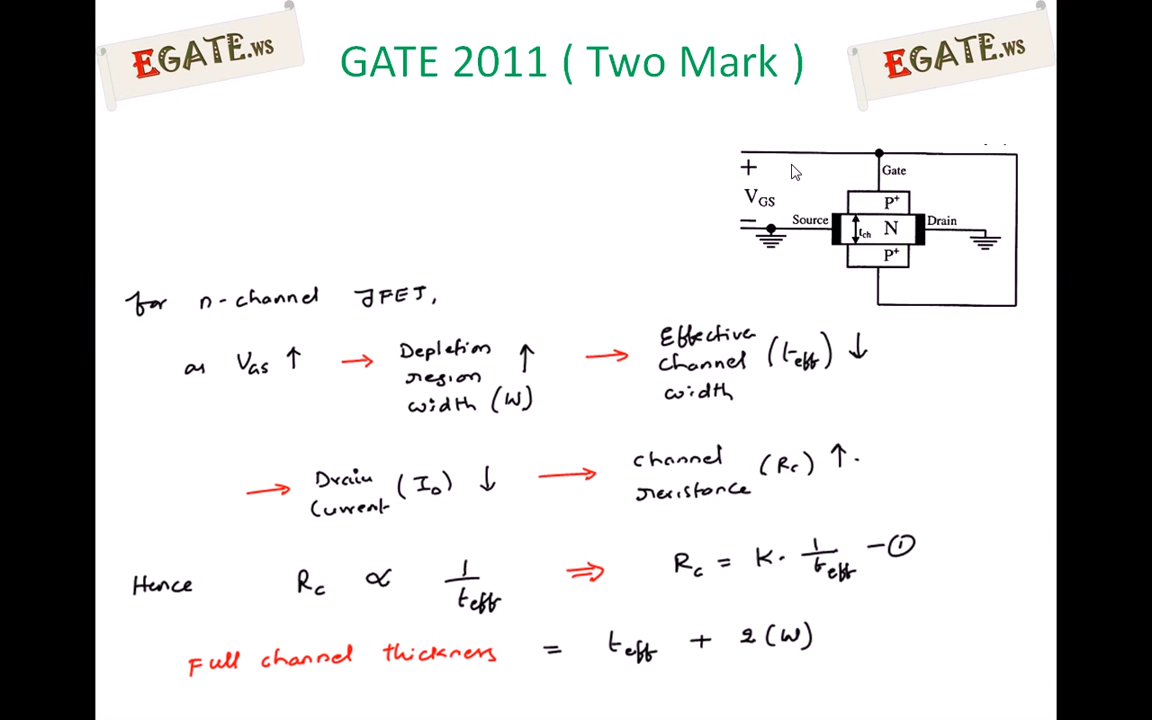 EGATE.ws
GATE 2011 ( Two Mark )
EGATE.ws
+
VGS
−
Gate
P+
Source
tch
N
Drain
P+
for n-channel JFET,
as VGS ↑ → Depletion region width (W) ↑ → Effective channel width (teff) ↓
→ Drain Current (ID) ↓ → channel resistance (Rc) ↑.
Hence Rc ∝ 1/teff ⇒ Rc = K. 1/teff −①
Full channel thickness = teff + 2(W)